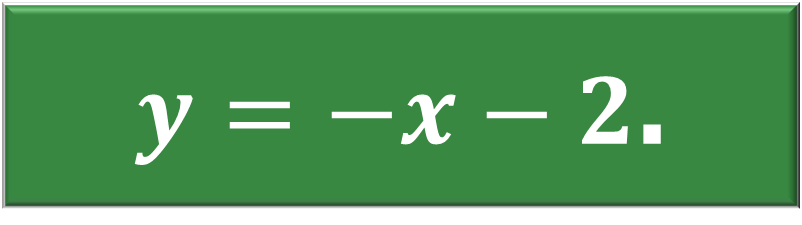 y = −x − 2.